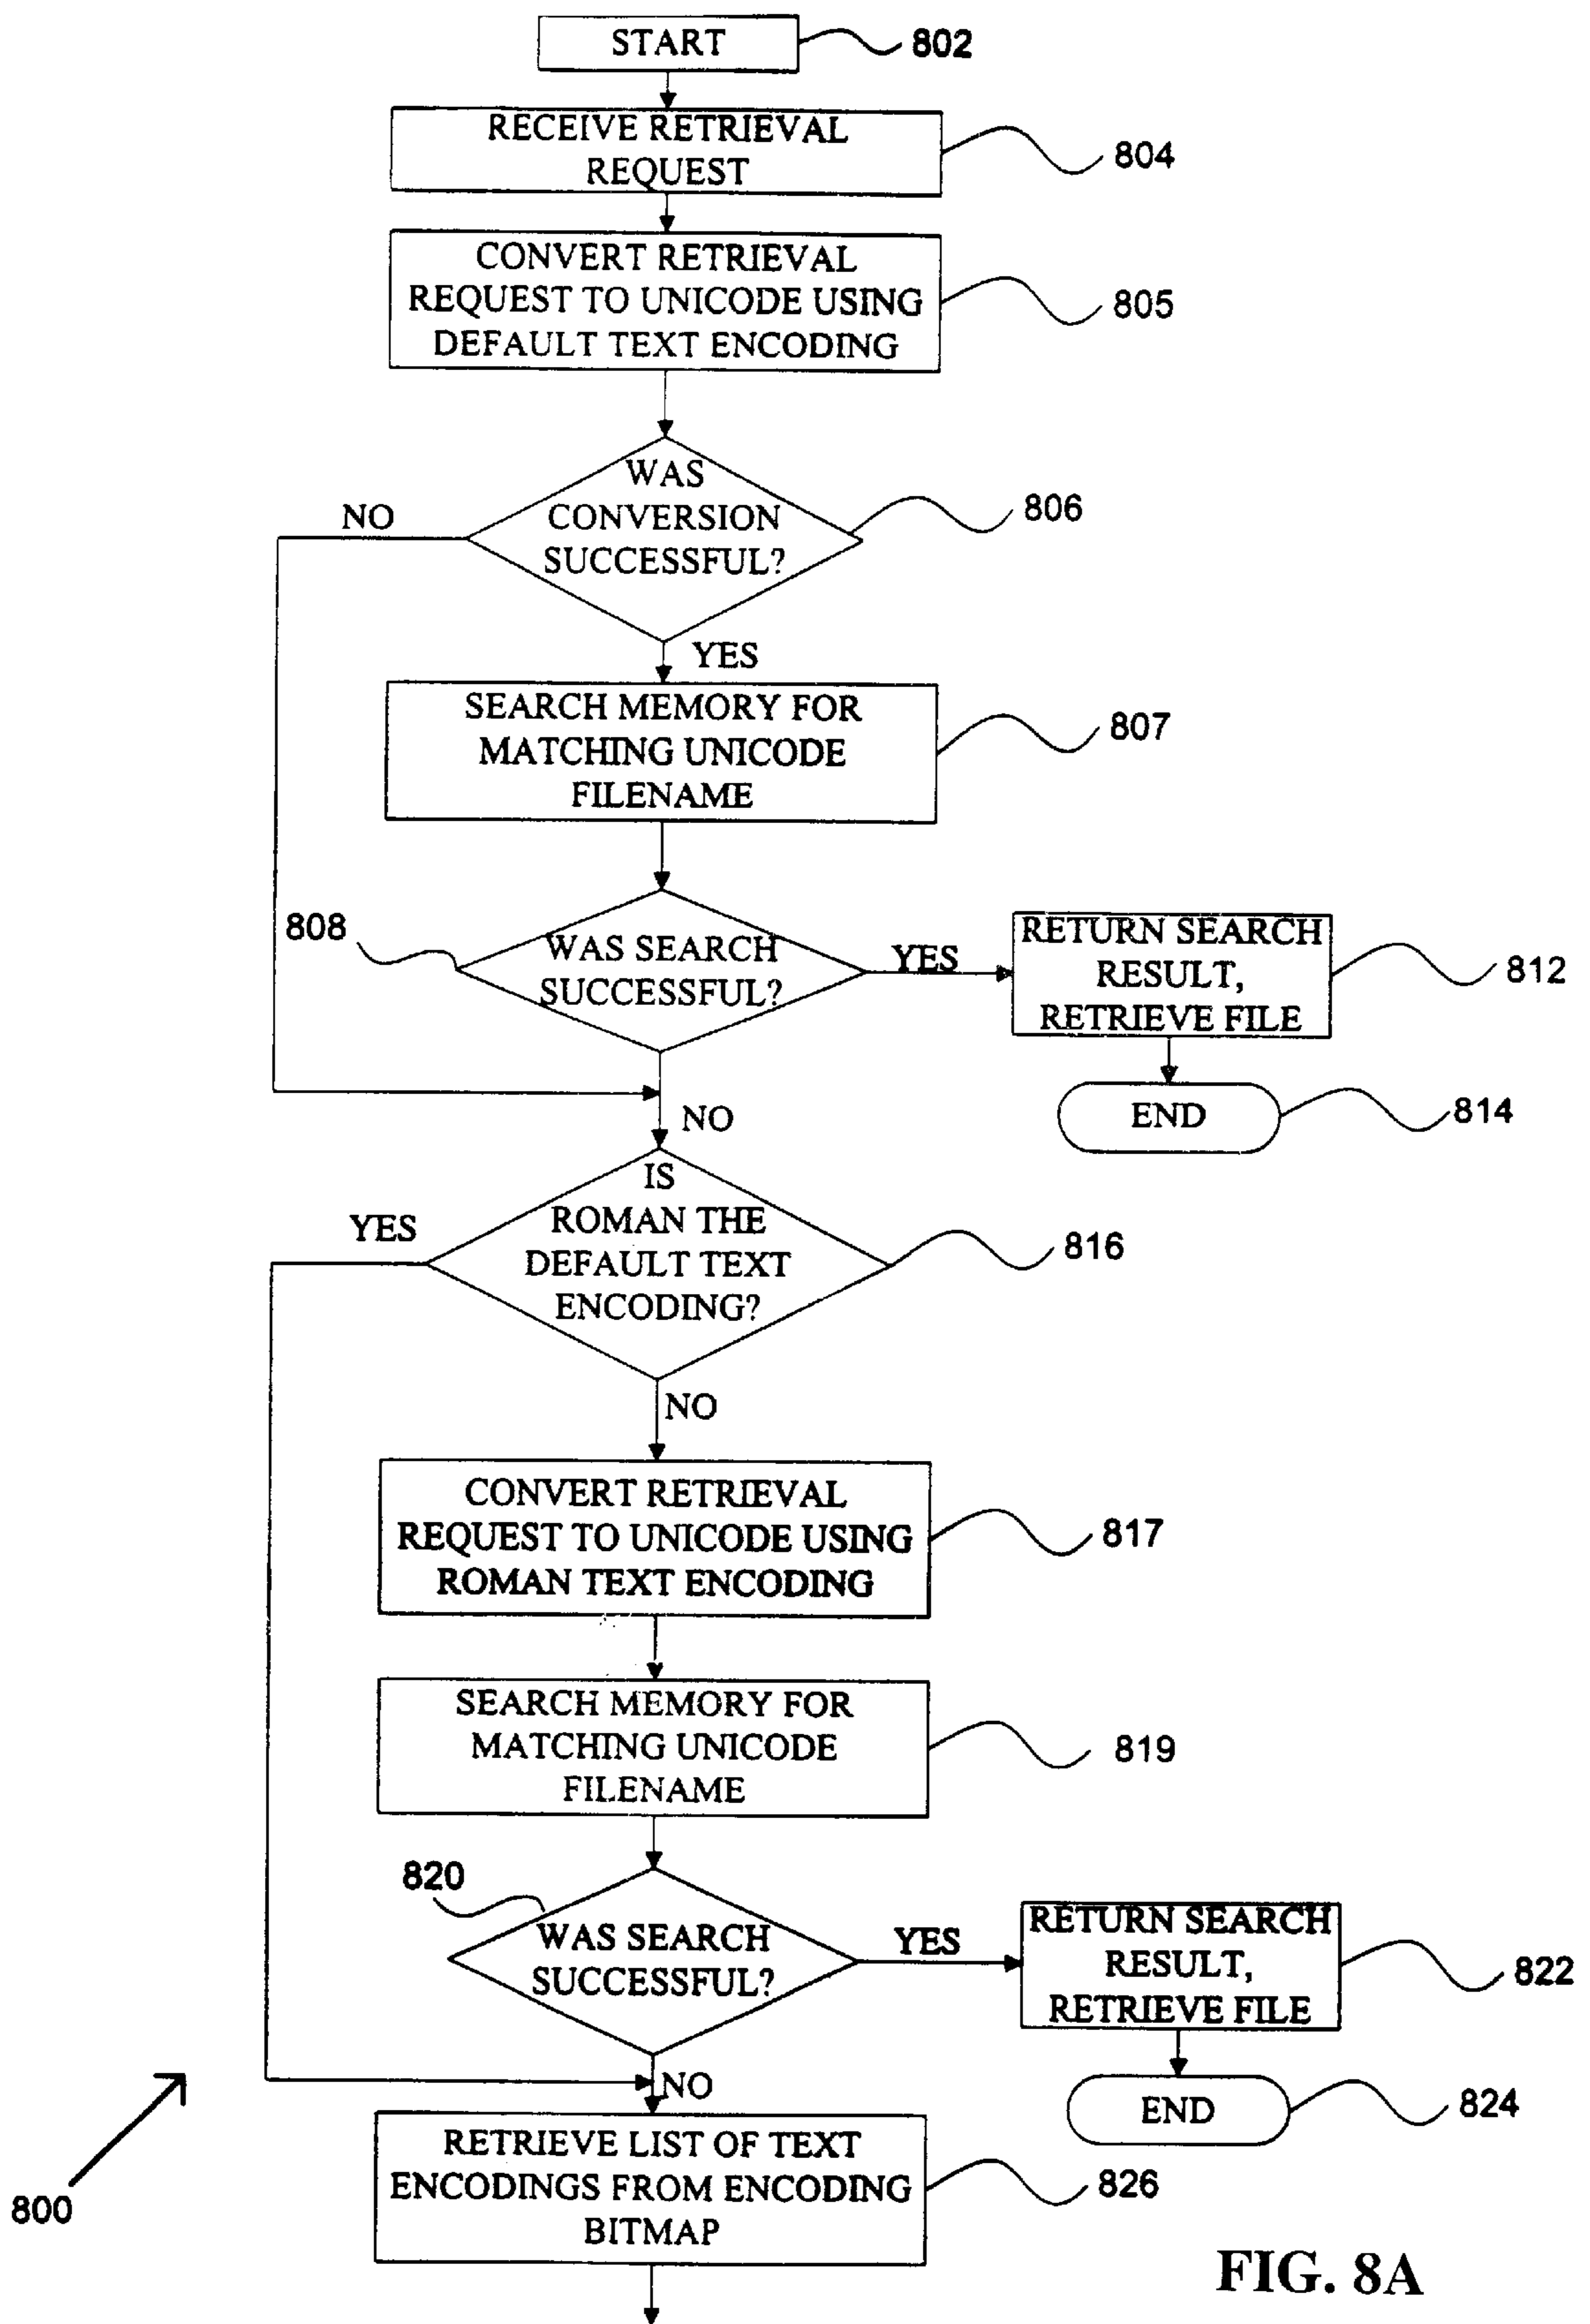 START
802
RECEIVE RETRIEVAL
REQUEST
804
CONVERT RETRIEVAL
REQUEST TO UNICODE USING
DEFAULT TEXT ENCODING
805
WAS
CONVERSION
SUCCESSFUL?
806
NO
YES
SEARCH MEMORY FOR
MATCHING UNICODE
FILENAME
807
808
WAS SEARCH
SUCCESSFUL?
YES
RETURN SEARCH
RESULT,
RETRIEVE FILE
812
END
814
NO
IS
ROMAN THE
DEFAULT TEXT
ENCODING?
816
YES
NO
CONVERT RETRIEVAL
REQUEST TO UNICODE USING
ROMAN TEXT ENCODING
817
SEARCH MEMORY FOR
MATCHING UNICODE
FILENAME
819
820
WAS SEARCH
SUCCESSFUL?
YES
RETURN SEARCH
RESULT,
RETRIEVE FILE
822
END
824
NO
RETRIEVE LIST OF TEXT
ENCODINGS FROM ENCODING
BITMAP
826
800
FIG. 8A